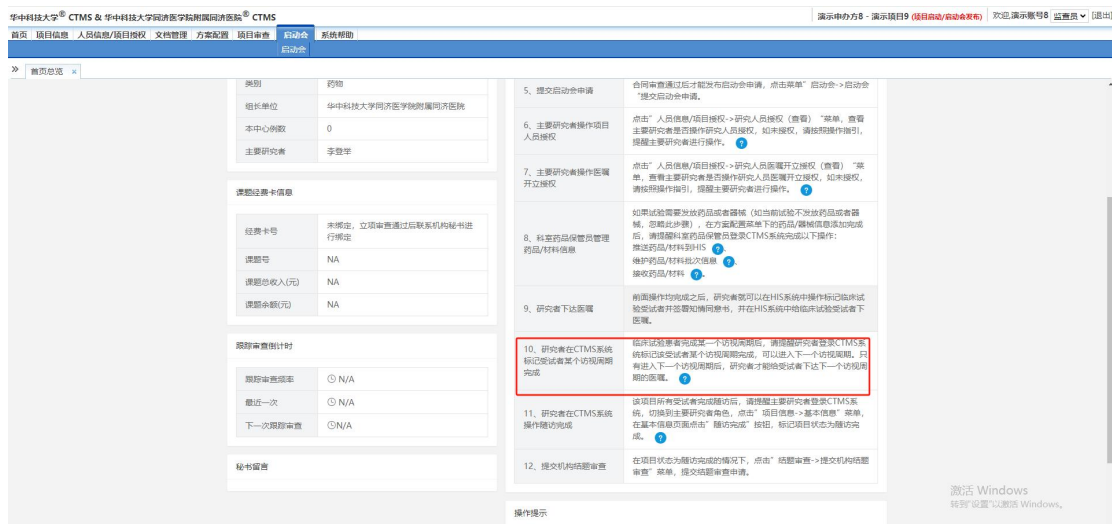 华中科技大学® CTMS & 华中科技大学同济医学院附属同济医院® CTMS
演示申办方8 - 演示项目9 (项目启动/启动会发布) 欢迎,演示账号8 监查员 [退出]
首页 项目信息 人员信息/项目授权 文档管理 方案配置 项目审查 启动会 系统帮助
启动会
首页总览 ×
类别 药物
组长单位 华中科技大学同济医学院附属同济医院
本中心例数 0
主要研究者 李登举
课题经费卡信息
经费卡号 未绑定，立项审查通过后联系机构秘书进
行绑定
课题号 NA
课题总收入(元) NA
课题余额(元) NA
跟踪审查倒计时
跟踪审查频率 N/A
最近一次 N/A
下一次跟踪审查 N/A
秘书留言
5、提交启动会申请
合同审查通过后才能发布启动会申请，点击菜单"启动会->启动会
"提交启动会申请。
6、主要研究者操作项目
人员授权
点击"人员信息/项目授权->研究人员授权（查看）"菜单，查看
主要研究者是否操作研究人员授权，如未授权，请按照操作指引，
提醒主要研究者进行操作。 ?
7、主要研究者操作医嘱
开立授权
点击"人员信息/项目授权->研究人员医嘱开立授权（查看）"菜
单，查看主要研究者是否操作研究人员医嘱开立授权，如未授权，
请按照操作指引，提醒主要研究者进行操作。 ?
8、科室药品保管员管理
药品/材料信息
如果试验需要发放药品或者器械（如当前试验不发放药品或者器
械，忽略此步骤），在方案配置菜单下的药品/器械信息添加完成
后，请提醒科室药品保管员登录CTMS系统完成以下操作：
推送药品/材料到HIS ?、
维护药品/材料批次信息 ?、
接收药品/材料 ?。
9、研究者下达医嘱
前面操作均完成之后，研究者就可以在HIS系统中操作标记临床试
验受试者并签署知情同意书，并在HIS系统中给临床试验受试者下
医嘱。
10、研究者在CTMS系统
标记受试者某个访视周期
完成
临床试验患者完成某一个访视周期后，请提醒研究者登录CTMS系
统标记该受试者某个访视周期完成，可以进入下一个访视周期。只
有进入下一个访视周期后，研究者才能给受试者下达下一个访视周
期的医嘱。 ?
11、研究者在CTMS系统
操作随访完成
该项目所有受试者完成随访后，请提醒主要研究者登录CTMS系
统，切换到主要研究者角色，点击"项目信息->基本信息"菜单，
在基本信息页面点击"随访完成"按钮，标记项目状态为随访完
成。 ?
12、提交机构结题审查
在项目状态为随访完成的情况下，点击"结题审查->提交机构结题
审查"菜单，提交结题审查申请。
操作提示
激活 Windows
转到"设置"以激活 Windows。